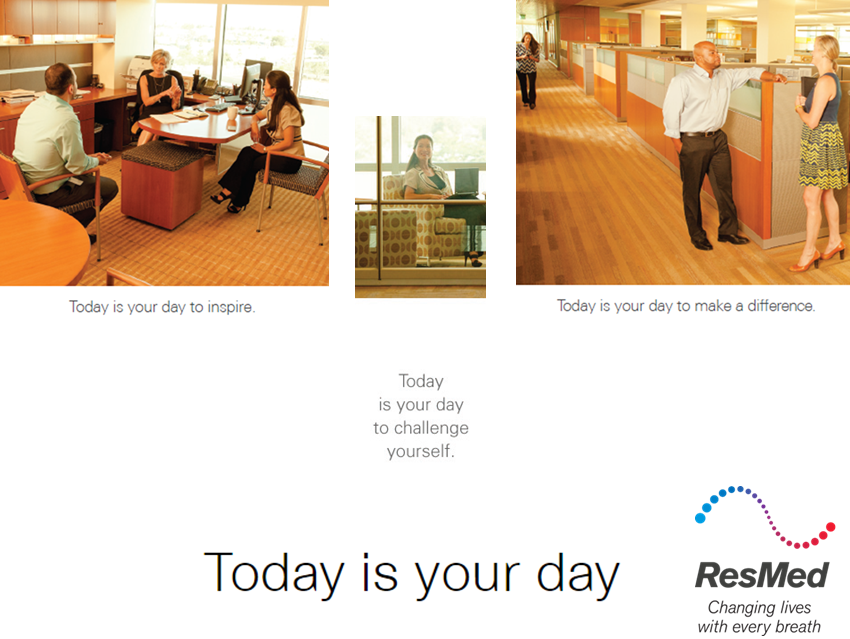 Today is your day to inspire.
Today is your day to make a difference.
Today
is your day
to challenge
yourself.
Today is your day
ResMed
Changing lives
with every breath